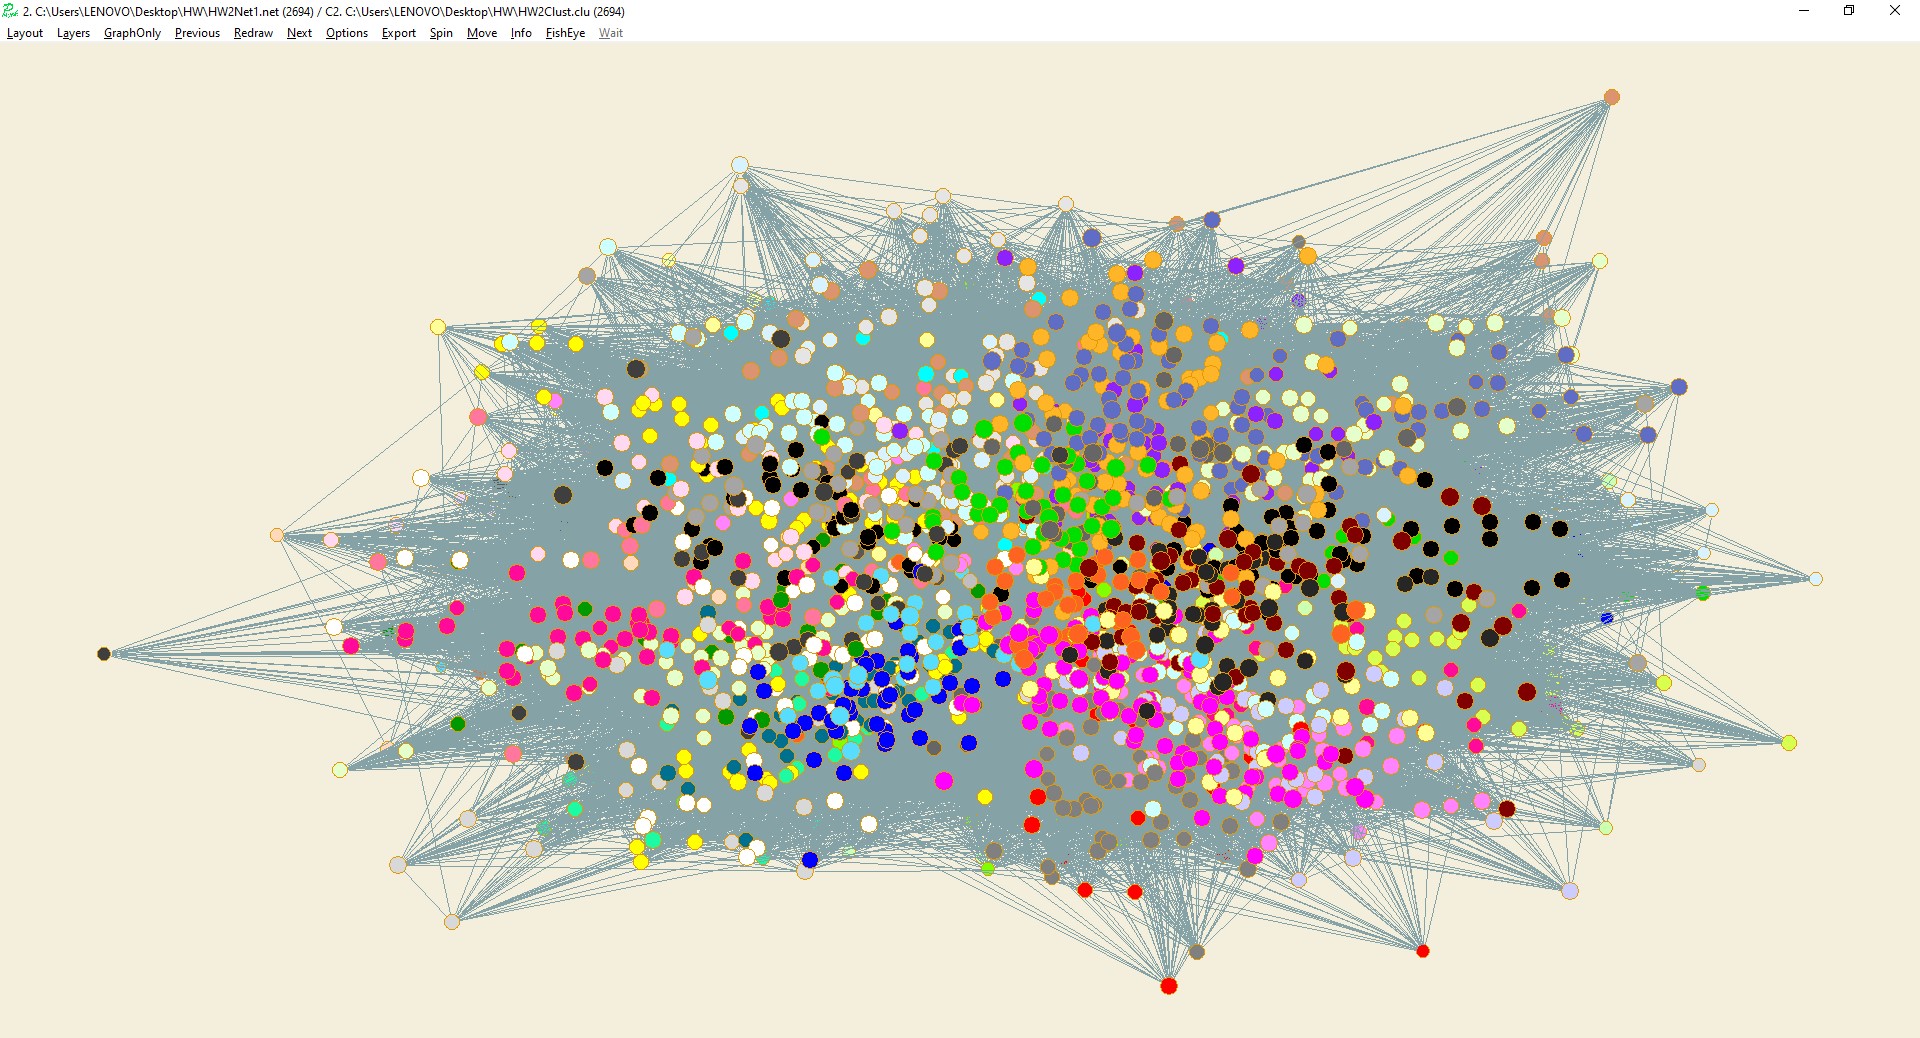 2. C:\Users\LENOVO\Desktop\HW\HW2Net1.net (2694) / C2. C:\Users\LENOVO\Desktop\HW\HW2Clust.clu (2694)
Layout Layers GraphOnly Previous Redraw Next Options Export Spin Move Info FishEye Wait